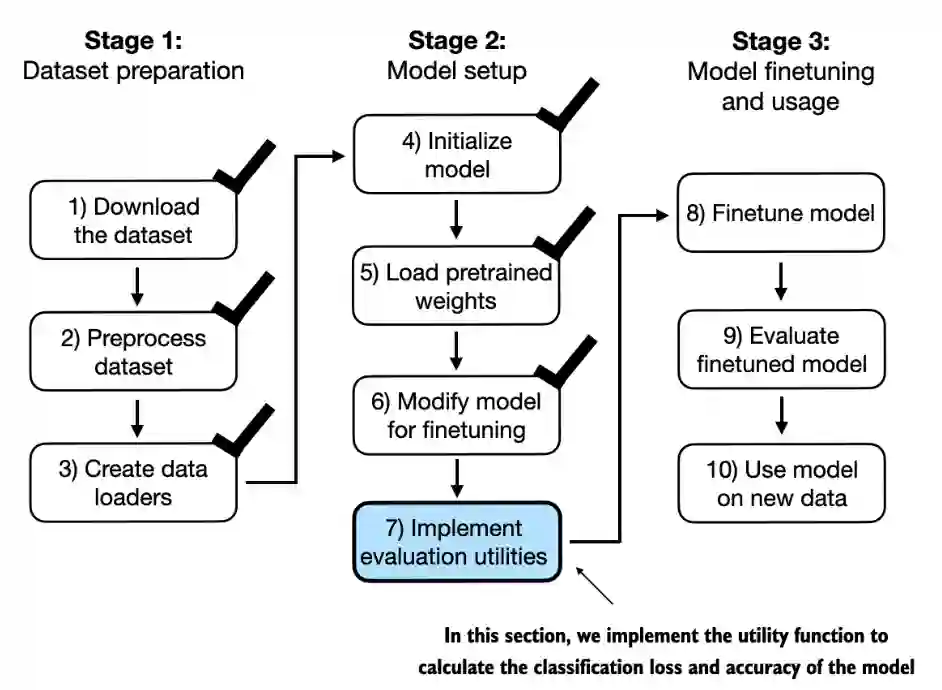 Stage 1:
Dataset preparation
1) Download
the dataset
2) Preprocess
dataset
3) Create data
loaders
Stage 2:
Model setup
4) Initialize
model
5) Load pretrained
weights
6) Modify model
for finetuning
7) Implement
evaluation utilities
Stage 3:
Model finetuning
and usage
8) Finetune model
9) Evaluate
finetuned model
10) Use model
on new data
In this section, we implement the utility function to
calculate the classification loss and accuracy of the model